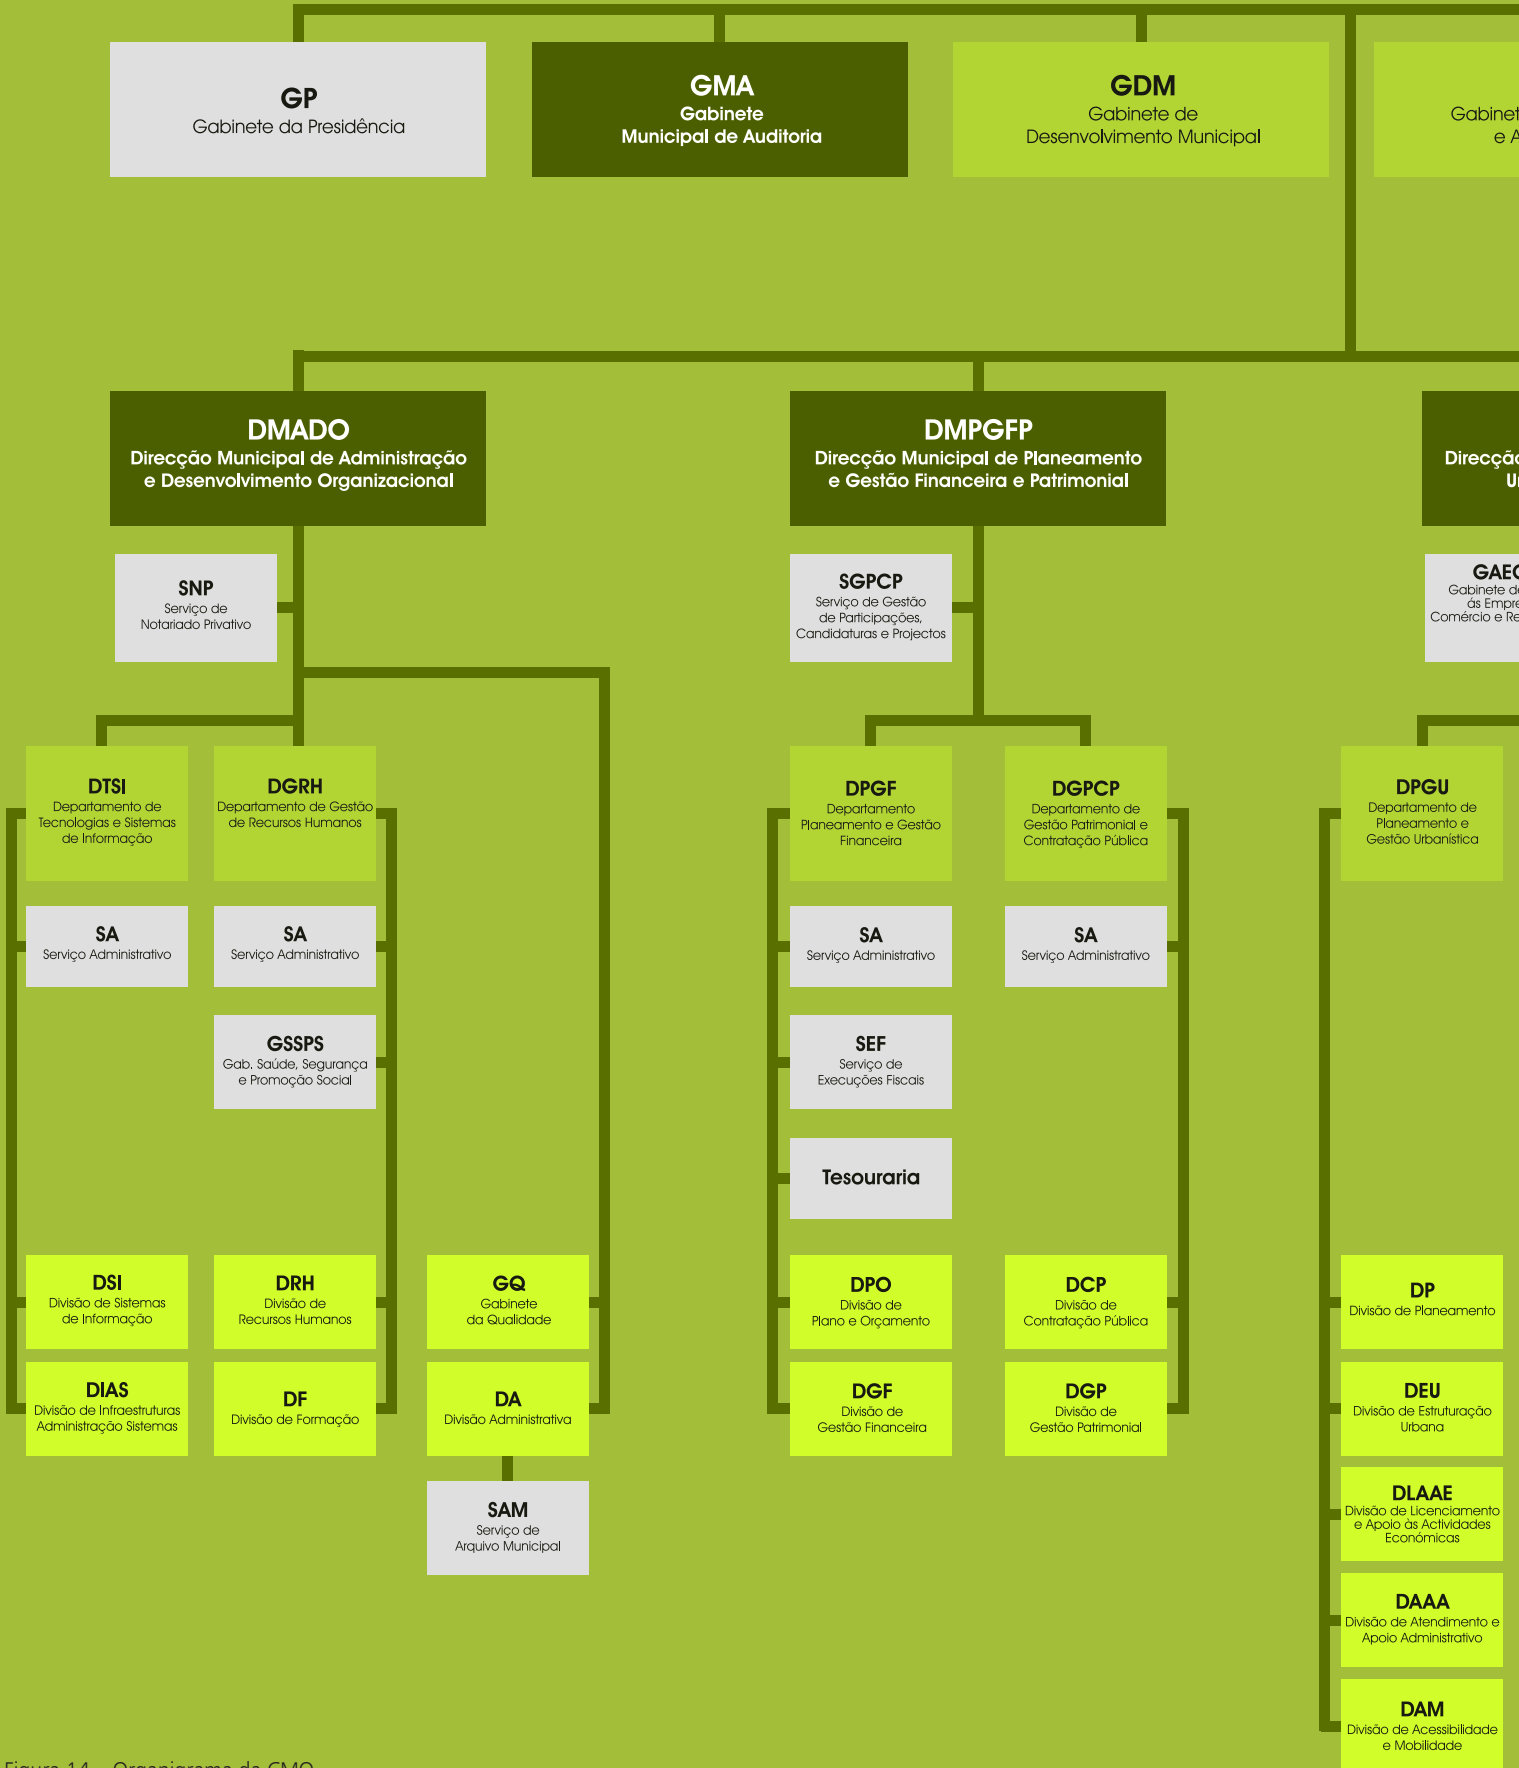 GP
Gabinete da Presidência
GMA
Gabinete
Municipal de Auditoria
GDM
Gabinete de
Desenvolvimento Municipal
e A
DMADO
Direcção Municipal de Administração
e Desenvolvimento Organizacional
DMPGFP
Direcção Municipal de Planeamento
e Gestão Financeira e Patrimonial
SNP
Serviço de
Notariado Privativo
SGPCP
Serviço de Gestão
de Participações,
Candidaturas e Projectos
Gabinete de
ás
Comércio e
DTSI
Departamento de
Tecnologias e Sistemas
de Informação
DGRH
Departamento de Gestão
de Recursos Humanos
DPGF
Departamento
Planeamento e Gestão
Financeira
DGPCP
Departamento de
Gestão Patrimonial e
Contratação Pública
DPGU
Departamento de
Planeamento e
Gestão Urbanística
SA
Serviço Administrativo
SA
Serviço Administrativo
SA
Serviço Administrativo
SA
Serviço Administrativo
GSSPS
Gab. Saúde, Segurança
e Promoção Social
SEF
Serviço de
Execuções Fiscais
Tesouraria
DSI
Divisão de Sistemas
de Informação
DRH
Divisão de
Recursos Humanos
GQ
Gabinete
da Qualidade
DPO
Divisão de
Plano e Orçamento
DCP
Divisão de
Contratação Pública
DP
Divisão de Planeamento
DIAS
Divisão de Infraestruturas
Administração Sistemas
DF
Divisão de Formação
DA
Divisão Administrativa
DGF
Divisão de
Gestão Financeira
DGP
Divisão de
Gestão Patrimonial
DEU
Divisão de Estruturação
Urbana
SAM
Serviço de
Arquivo Municipal
DLAAE
Divisão de Licenciamento
e Apoio às Actividades
Económicas
DAAA
Divisão de Atendimento e
Apoio Administrativo
DAM
Divisão de Acessibilidade
e Mobilidade